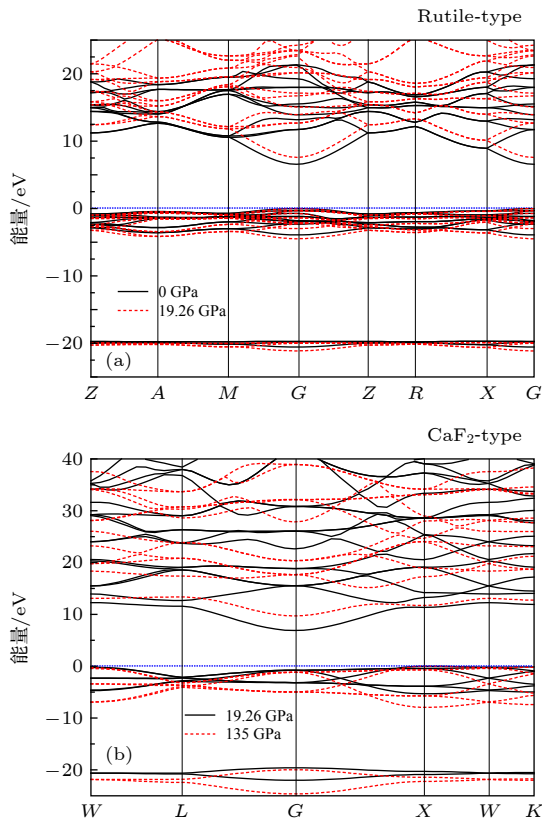 Rutile-type
20
10
0
−10
−20
能量/eV
0 GPa
19.26 GPa
(a)
Z A M G Z R X G
CaF₂-type
40
30
20
10
0
−10
−20
能量/eV
19.26 GPa
135 GPa
(b)
W L G X W K